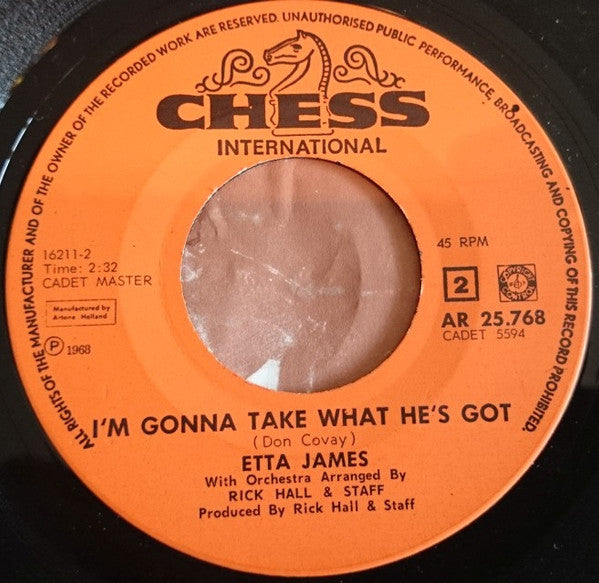 ALL RIGHTS OF THE MANUFACTURER AND OF THE OWNER OF THE RECORDED WORK ARE RESERVED. UNAUTHORISED PUBLIC PERFORMANCE, BROADCASTING AND COPYING OF THIS RECORD PROHIBITED.
CHESS
INTERNATIONAL
16211-2
Time: 2:32
CADET MASTER
Manufactured by
Artone Holland
℗ 1968
45 RPM
2
AR 25.768
CADET 5594
I'M GONNA TAKE WHAT HE'S GOT
(Don Covay)
ETTA JAMES
With Orchestra Arranged By
RICK HALL & STAFF
Produced By Rick Hall & Staff